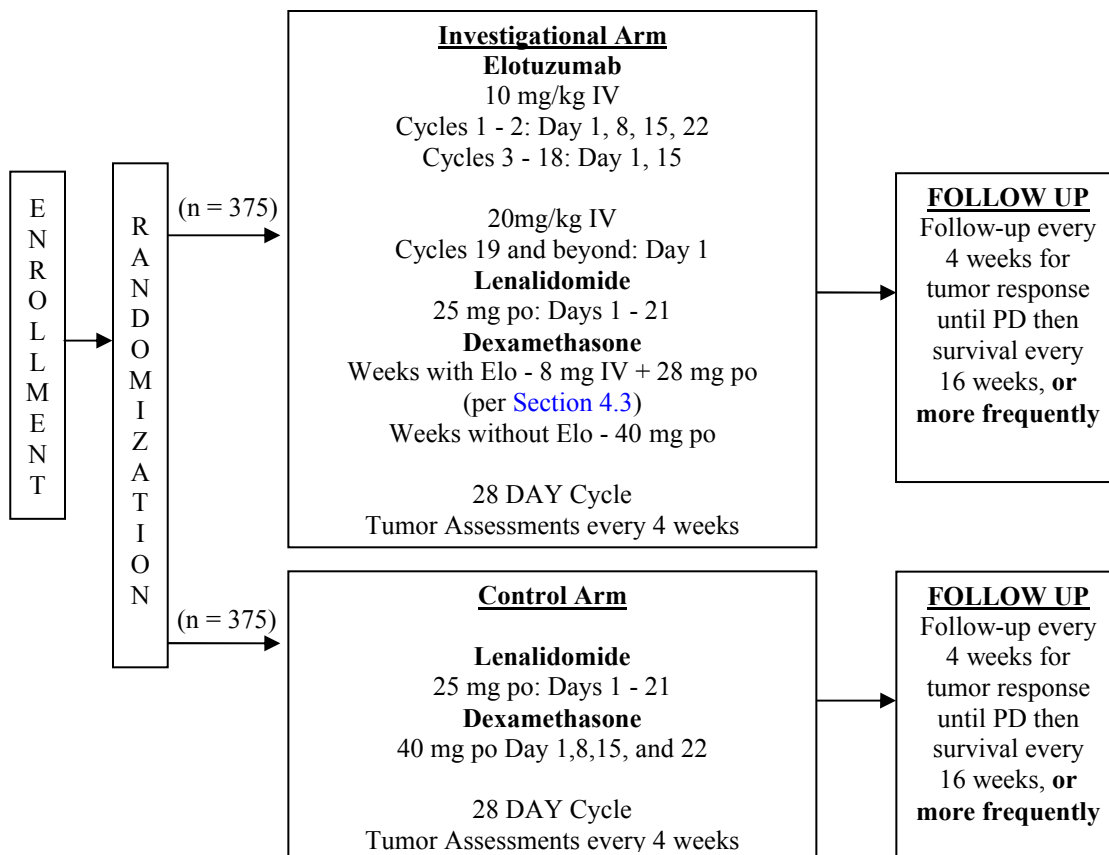 ENROLLMENT
RANDOMIZATION
(n = 375)
Investigational Arm
Elotuzumab
10 mg/kg IV
Cycles 1 - 2: Day 1, 8, 15, 22
Cycles 3 - 18: Day 1, 15
20mg/kg IV
Cycles 19 and beyond: Day 1
Lenalidomide
25 mg po: Days 1 - 21
Dexamethasone
Weeks with Elo - 8 mg IV + 28 mg po
(per Section 4.3)
Weeks without Elo - 40 mg po
28 DAY Cycle
Tumor Assessments every 4 weeks
FOLLOW UP
Follow-up every
4 weeks for
tumor response
until PD then
survival every
16 weeks, or
more frequently
(n = 375)
Control Arm
Lenalidomide
25 mg po: Days 1 - 21
Dexamethasone
40 mg po Day 1,8,15, and 22
28 DAY Cycle
Tumor Assessments every 4 weeks
FOLLOW UP
Follow-up every
4 weeks for
tumor response
until PD then
survival every
16 weeks, or
more frequently